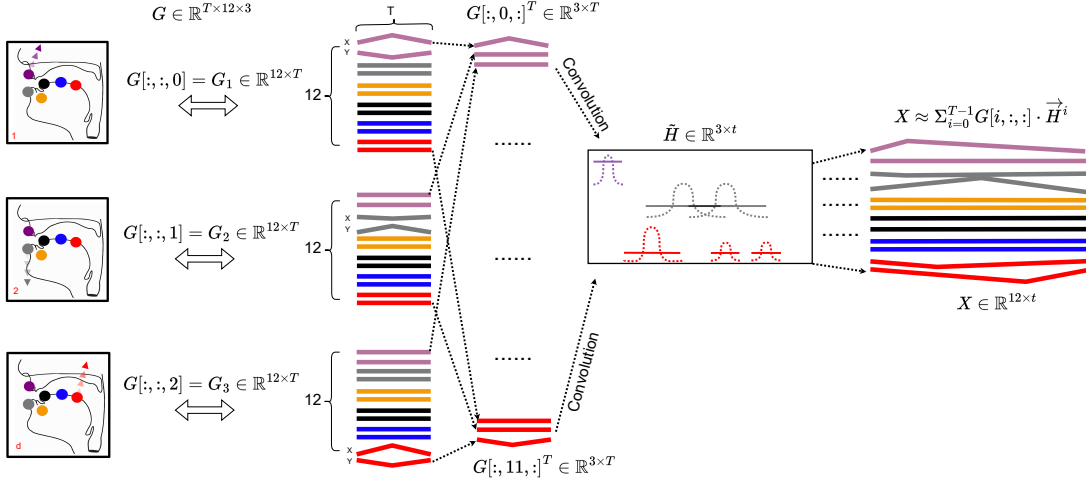 G ∈ ℝ^{T×12×3}
T
G[:,0,:]^T ∈ ℝ^{3×T}
X
Y
G[:,:,0] = G_1 ∈ ℝ^{12×T}
12
1
Convolution
......
H̃ ∈ ℝ^{3×t}
X ≈ Σ_{i=0}^{T−1} G[i,:,:] · \overrightarrow{H}^i
......
......
......
G[:,:,1] = G_2 ∈ ℝ^{12×T}
12
X
Y
2
......
X ∈ ℝ^{12×t}
G[:,:,2] = G_3 ∈ ℝ^{12×T}
12
......
Convolution
d
X
Y
G[:,11,:]^T ∈ ℝ^{3×T}